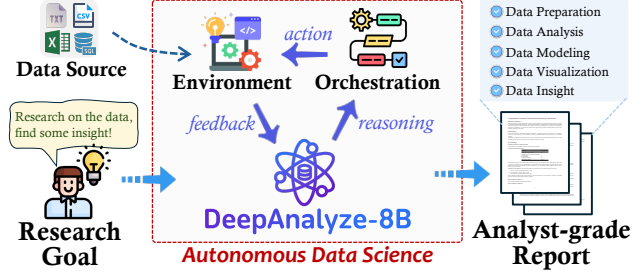 TXT
CSV
SQL
Data Source
Research on the data,
find some insight!
Research
Goal
action
Environment
Orchestration
feedback
reasoning
DeepAnalyze-8B
Autonomous Data Science
Data Preparation
Data Analysis
Data Modeling
Data Visualization
Data Insight
Analyst-grade
Report